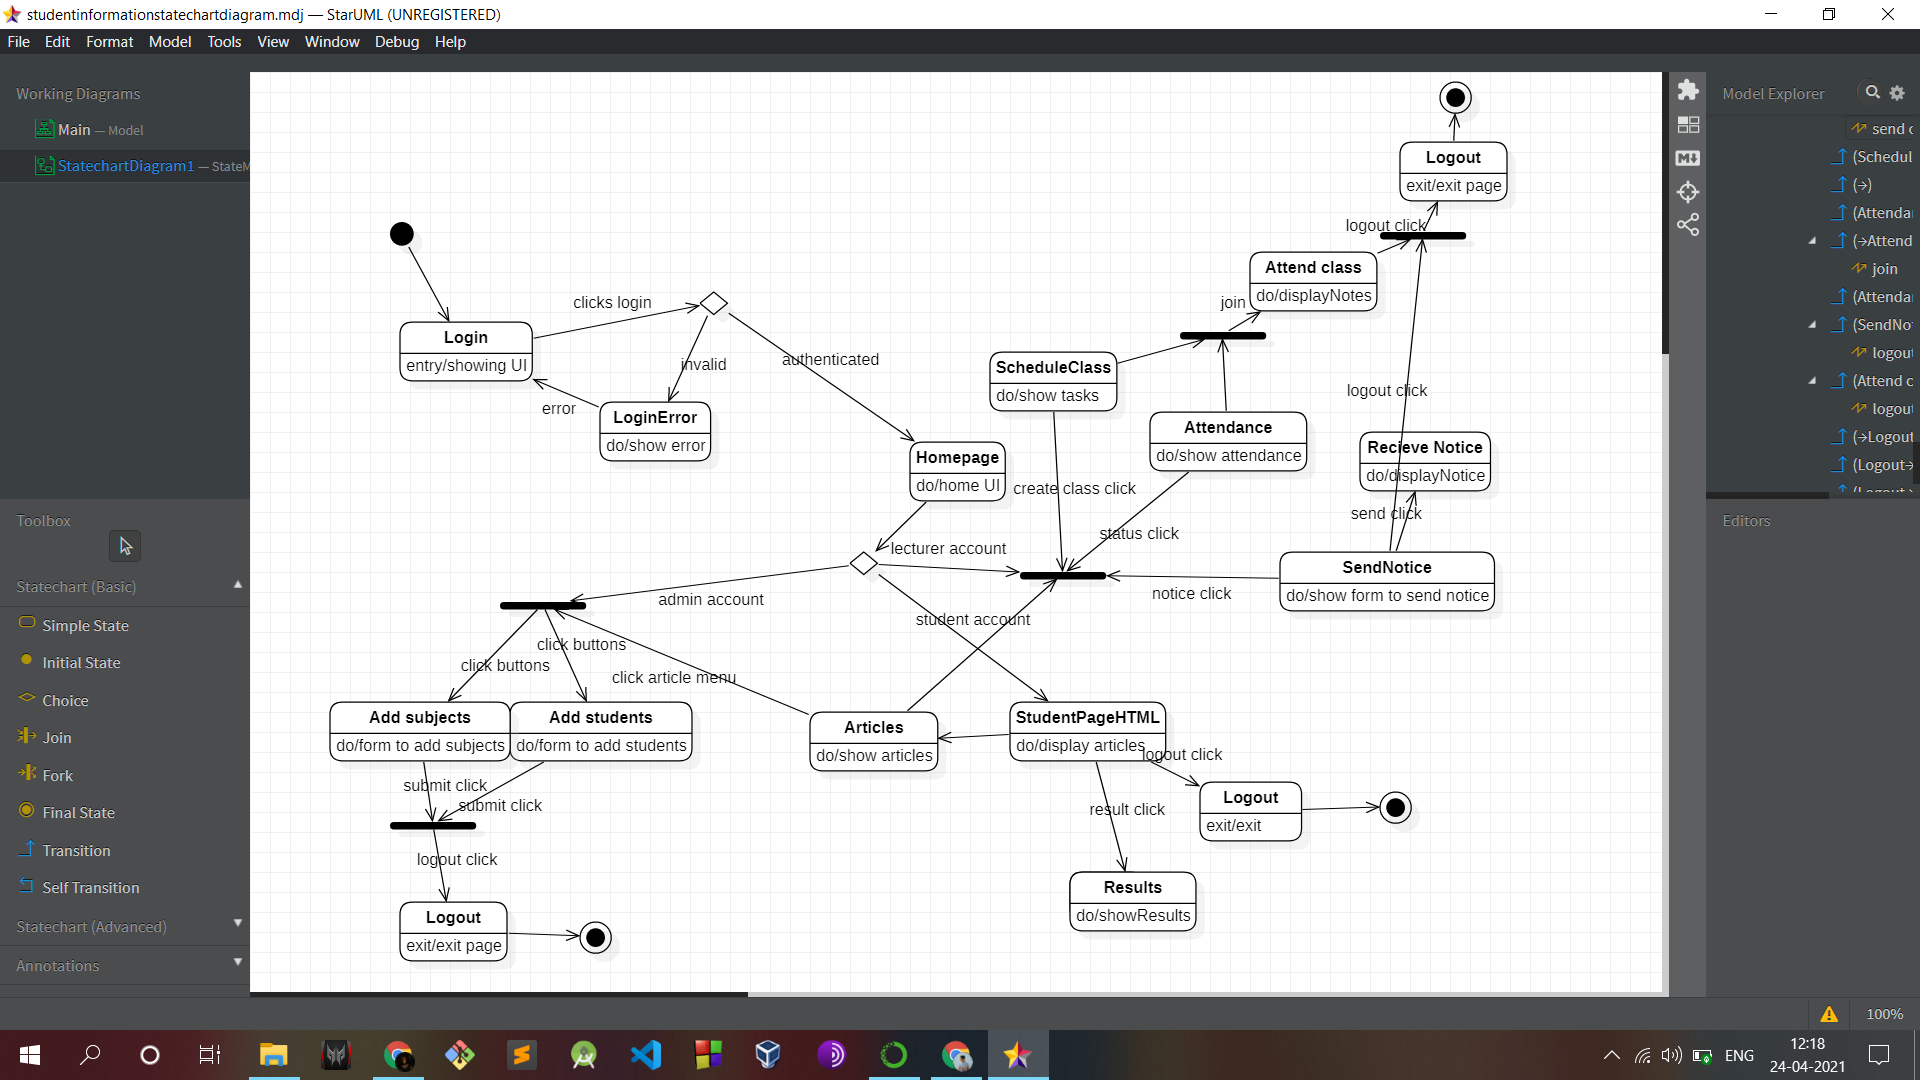 studentinformationstatechartdiagram.mdj — StarUML (UNREGISTERED)
File Edit Format Model Tools View Window Debug Help
Working Diagrams
Main — Model
StatechartDiagram1 — StateM
Toolbox
Statechart (Basic)
Simple State
Initial State
Choice
Join
Fork
Final State
Transition
Self Transition
Statechart (Advanced)
Annotations
Login
entry/showing UI
clicks login
invalid
authenticated
error
LoginError
do/show error
Homepage
do/home UI
lecturer account
admin account
student account
click buttons
click buttons
click article menu
Add subjects
do/form to add subjects
Add students
do/form to add students
submit click
submit click
logout click
Logout
exit/exit page
Articles
do/show articles
StudentPageHTML
do/display articles
logout click
result click
Logout
exit/exit
Results
do/showResults
ScheduleClass
do/show tasks
create class click
Attendance
do/show attendance
status click
join
Attend class
do/displayNotes
logout click
Logout
exit/exit page
logout click
Recieve Notice
do/displayNotice
send click
SendNotice
do/show form to send notice
notice click
Model Explorer
send c
(Schedul
(→)
(Attenda
(→Attend
join
(Attenda
(SendNo
logout
(Attend c
logout
(→Logout
(Logout→
Editors
100%
ENG
12:18
24-04-2021